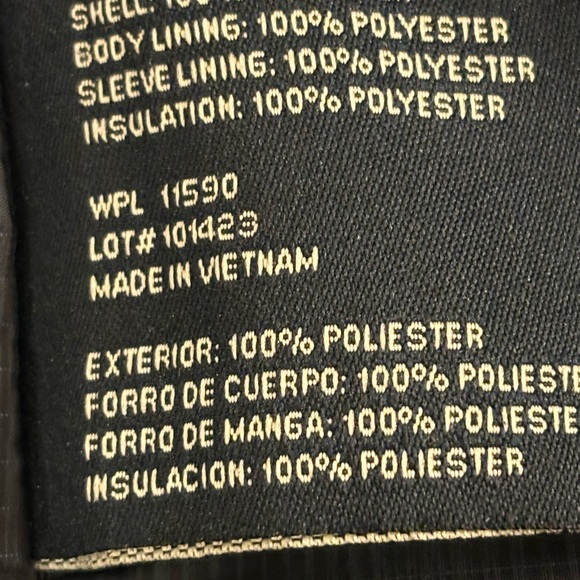 SHELL: 100
BODY LINING: 100% POLYESTER
SLEEVE LINING: 100% POLYESTER
INSULATION: 100% POLYESTER
WPL 11590
LOT# 101423
MADE IN VIETNAM
EXTERIOR: 100% POLIESTER
FORRO DE CUERPO: 100% POLIESTE
FORRO DE MANGA: 100% POLIESTE
INSULACION: 100% POLIESTER